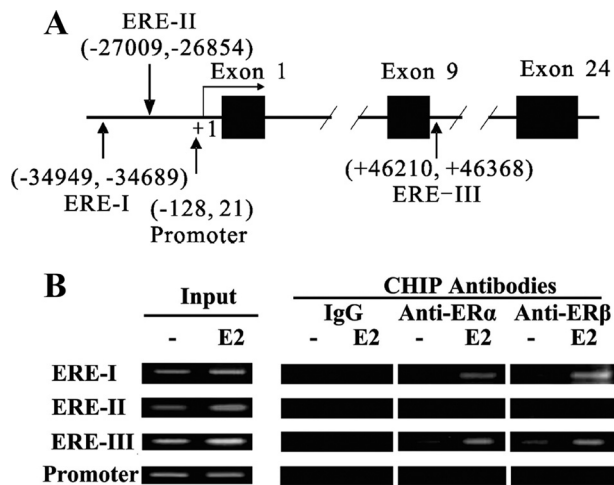 A
ERE-II
(-27009,-26854)
Exon 1
Exon 9
Exon 24
+1
(-34949, -34689)
ERE-I
(-128, 21)
Promoter
(+46210, +46368)
ERE-III
B
CHIP Antibodies
Input
IgG
Anti-ERα
Anti-ERβ
- E2 - E2 - E2 - E2
ERE-I
ERE-II
ERE-III
Promoter